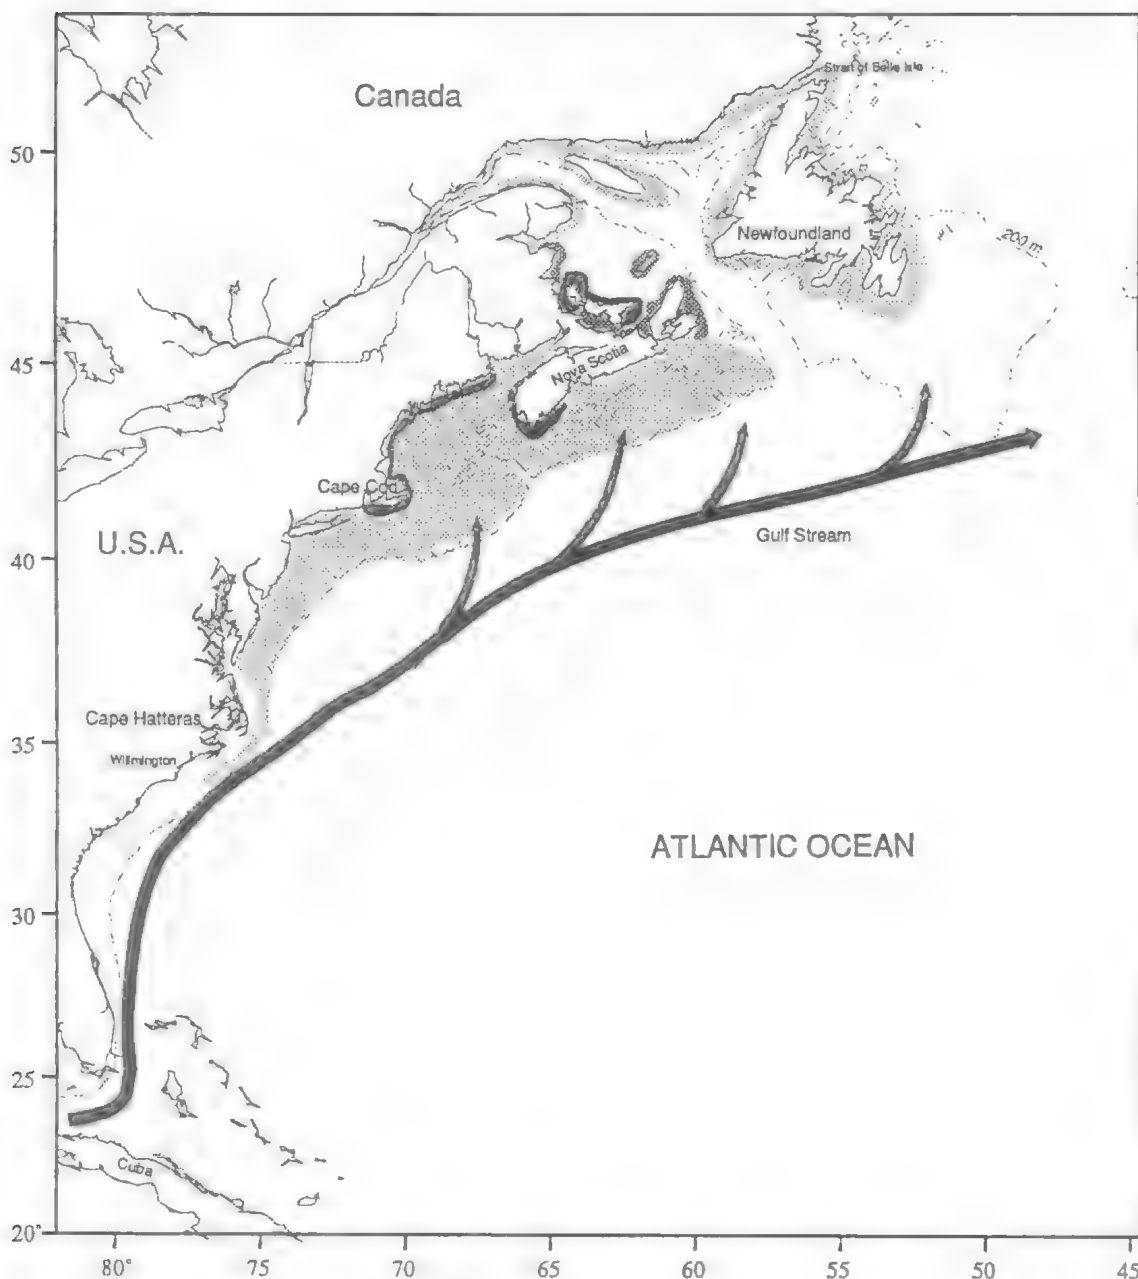 Strait of Belle Isle
Canada
50
Newfoundland
200 m
45
Nova Scotia
Cape Cod
U.S.A.
Gulf Stream
40
Cape Hatteras
35
Wilmington
ATLANTIC OCEAN
30
25
Cuba
20°
80°
75
70
65
60
55
50
45